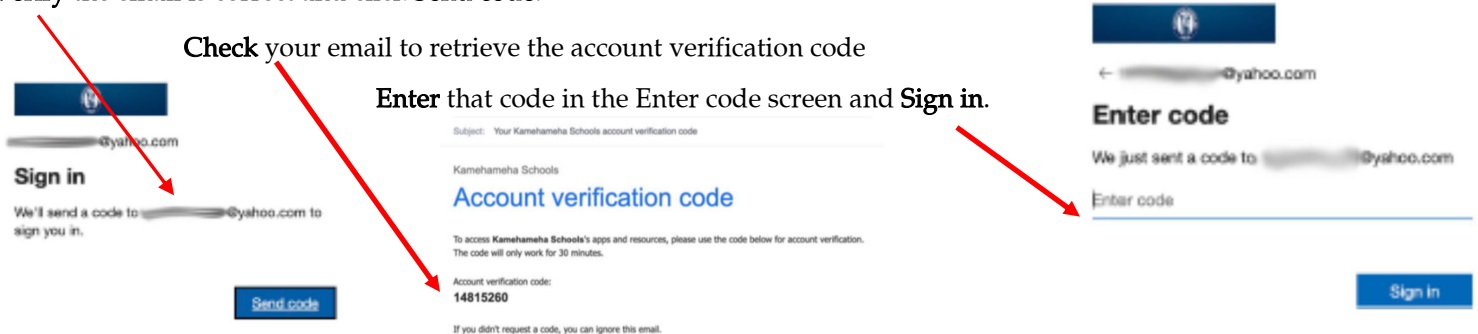 Check your email to retrieve the account verification code
Enter that code in the Enter code screen and Sign in.
@yahoo.com
Sign in
We'll send a code to @yahoo.com to
sign you in.
Send code
Subject: Your Kamehameha Schools account verification code
Kamehameha Schools
Account verification code
To access Kamehameha Schools's apps and resources, please use the code below for account verification.
The code will only work for 30 minutes.
Account verification code:
14815260
If you didn't request a code, you can ignore this email.
← @yahoo.com
Enter code
We just sent a code to @yahoo.com
Enter code
Sign in